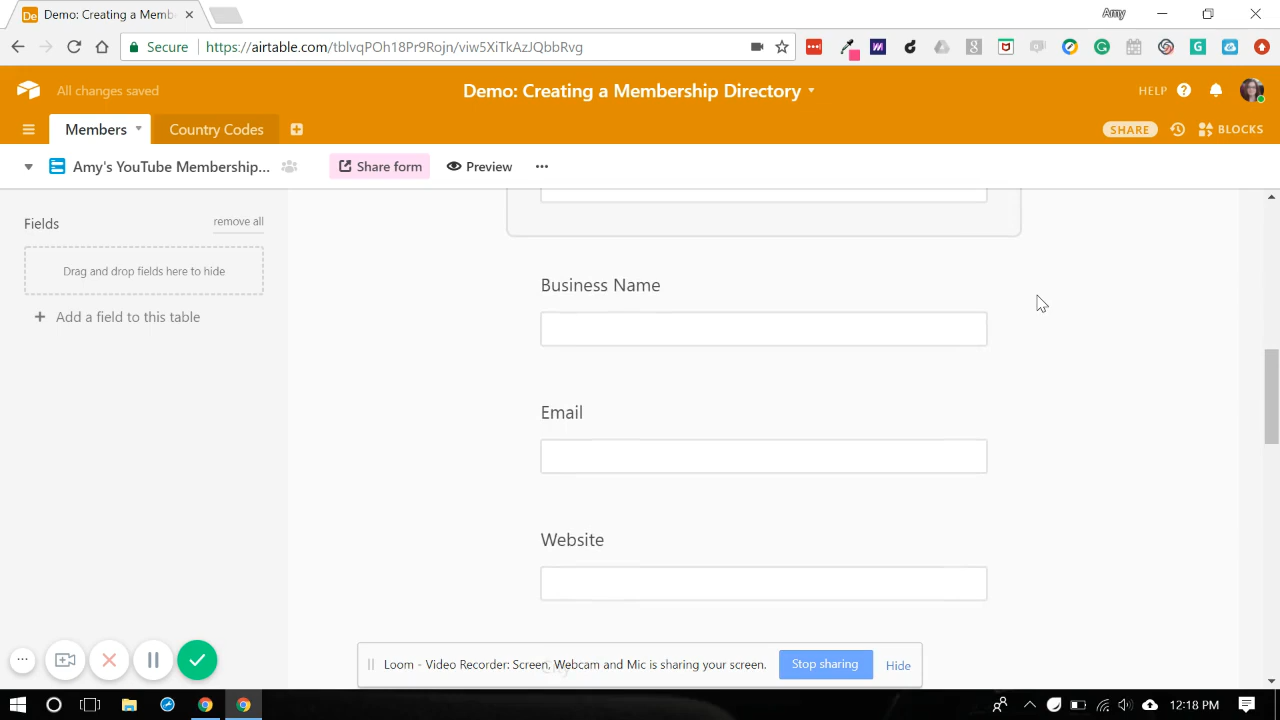 Demo: Creating a Memb
Amy
Secure
https://airtable.com/tblvqPOh18Pr9Rojn/viw5XiTkAzJQbbRvg
All changes saved
Demo: Creating a Membership Directory
HELP
Members
Country Codes
SHARE
BLOCKS
Amy's YouTube Membership...
Share form
Preview
Fields
remove all
Drag and drop fields here to hide
Add a field to this table
Business Name
Email
Website
Loom - Video Recorder: Screen, Webcam and Mic is sharing your screen.
Stop sharing
Hide
12:18 PM